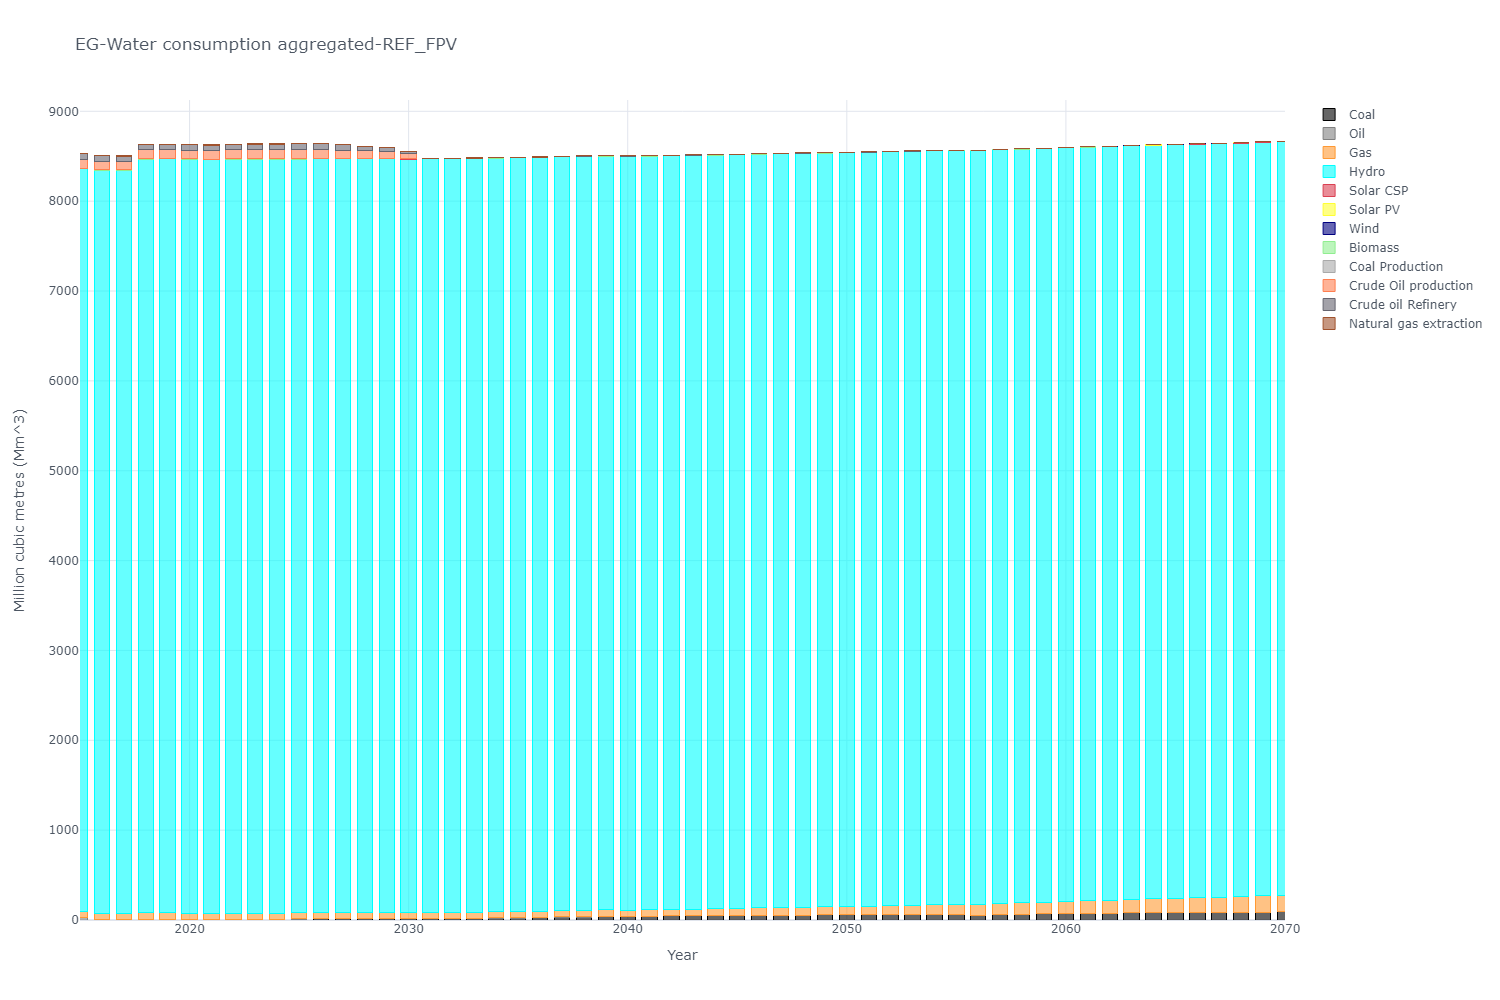 EG-Water consumption aggregated-REF_FPV
Million cubic metres (Mm^3)
9000
8000
7000
6000
5000
4000
3000
2000
1000
0
2020
2030
2040
2050
2060
2070
Year
Coal
Oil
Gas
Hydro
Solar CSP
Solar PV
Wind
Biomass
Coal Production
Crude Oil production
Crude oil Refinery
Natural gas extraction